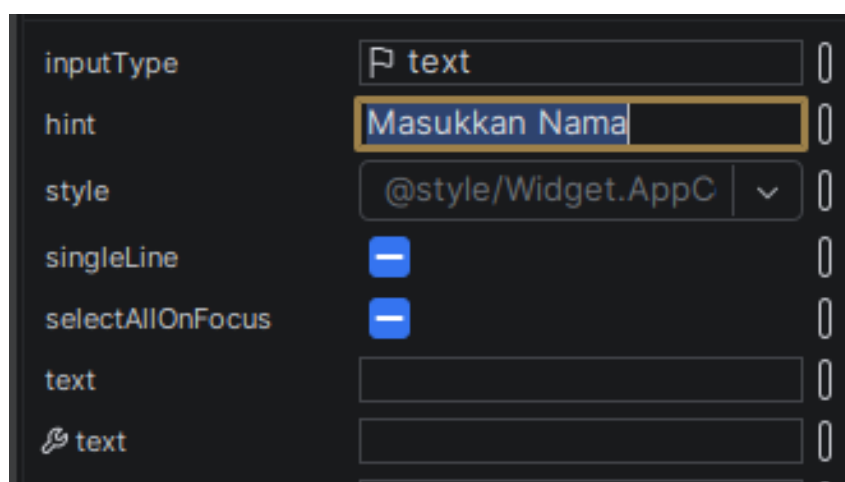 inputType text
hint Masukkan Nama
style @style/Widget.AppC
singleLine
selectAllOnFocus
text
text